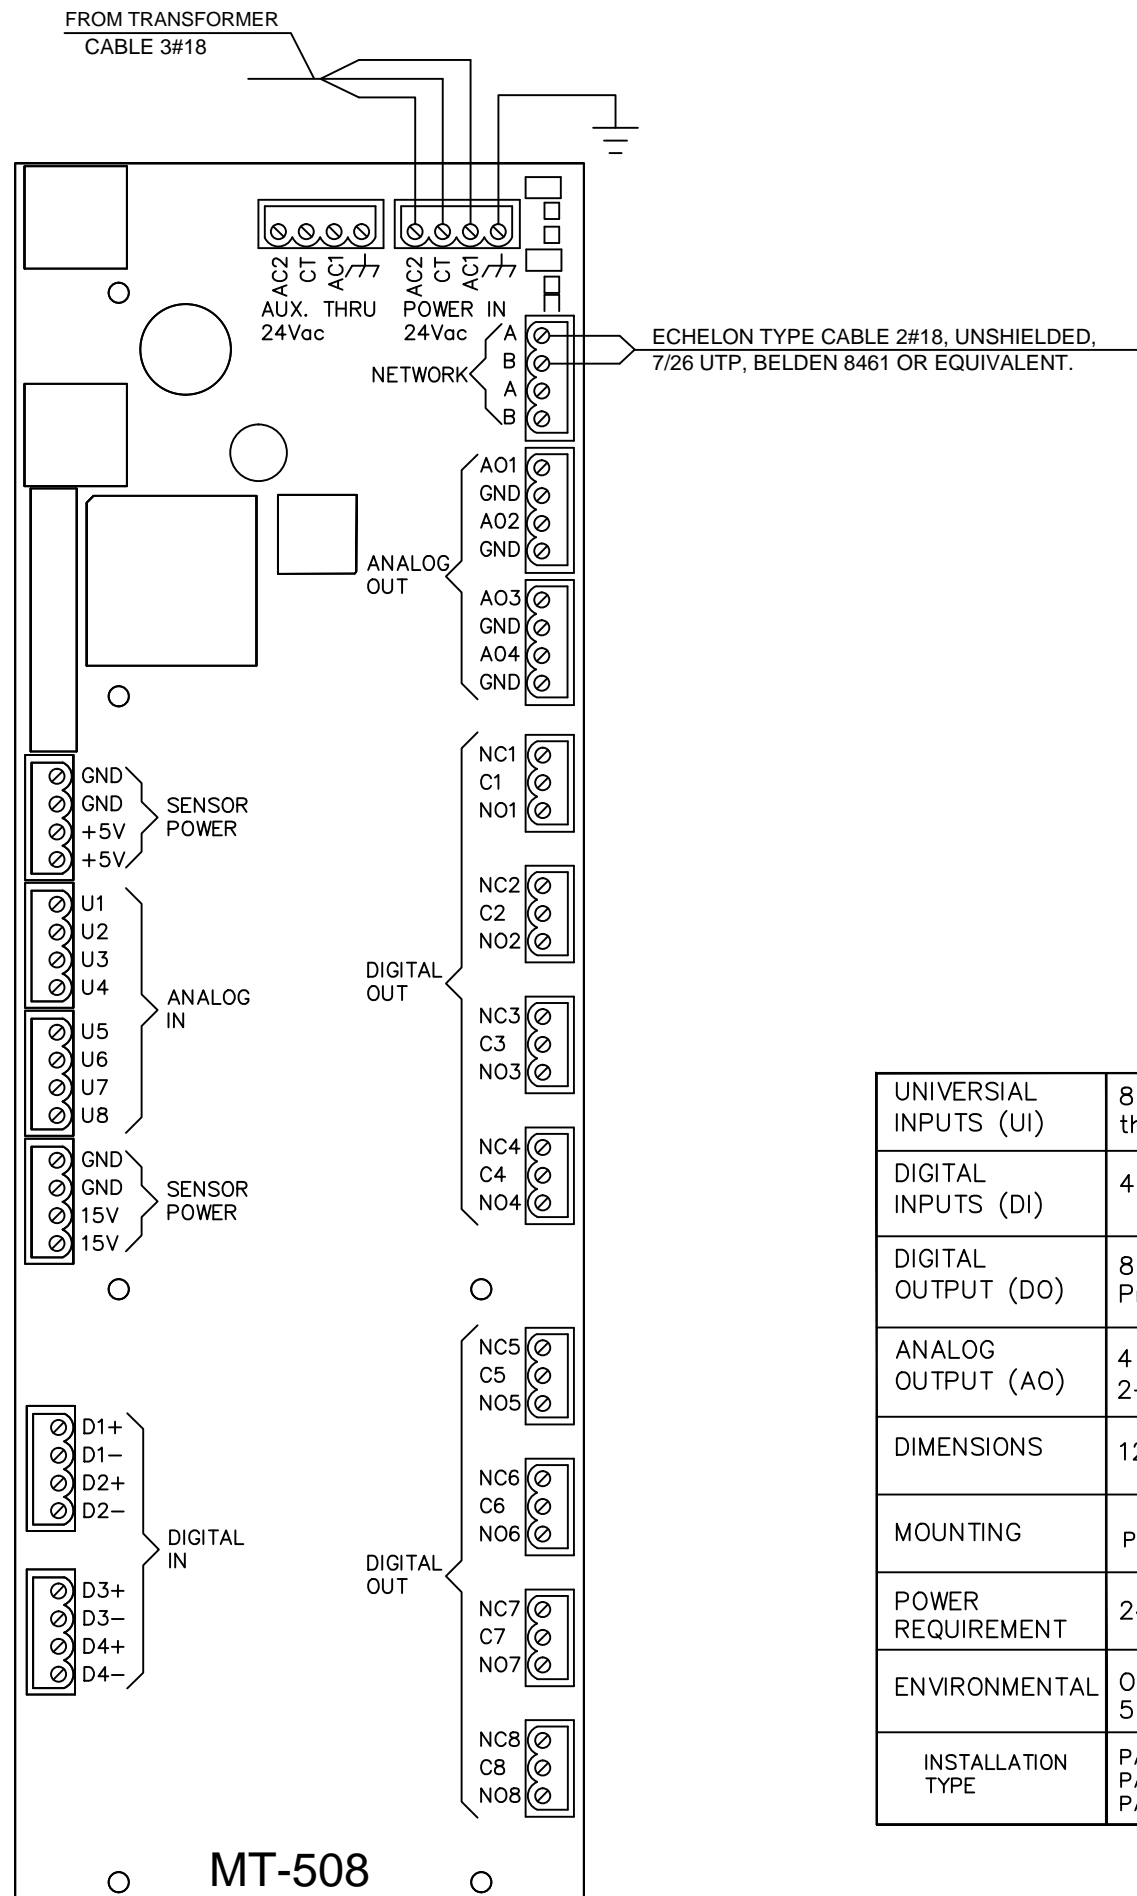 FROM TRANSFORMER
CABLE 3#18
AC2
CT
AC1
AC2
CT
AC1
AUX. THRU
24Vac
POWER IN
24Vac
NETWORK
A
B
A
B
ECHELON TYPE CABLE 2#18, UNSHIELDED,
7/26 UTP, BELDEN 8461 OR EQUIVALENT.
ANALOG
OUT
AO1
GND
AO2
GND
AO3
GND
AO4
GND
GND
GND
+5V
+5V
SENSOR
POWER
U1
U2
U3
U4
U5
U6
U7
U8
ANALOG
IN
GND
GND
15V
15V
SENSOR
POWER
DIGITAL
OUT
NC1
C1
NO1
NC2
C2
NO2
NC3
C3
NO3
NC4
C4
NO4
D1+
D1−
D2+
D2−
D3+
D3−
D4+
D4−
DIGITAL
IN
DIGITAL
OUT
NC5
C5
NO5
NC6
C6
NO6
NC7
C7
NO7
NC8
C8
NO8
MT-508
UNIVERSIAL
INPUTS (UI)
8
DIGITAL
INPUTS (DI)
4
DIGITAL
OUTPUT (DO)
8
ANALOG
OUTPUT (AO)
4
DIMENSIONS
MOUNTING
POWER
REQUIREMENT
ENVIRONMENTAL
INSTALLATION
TYPE